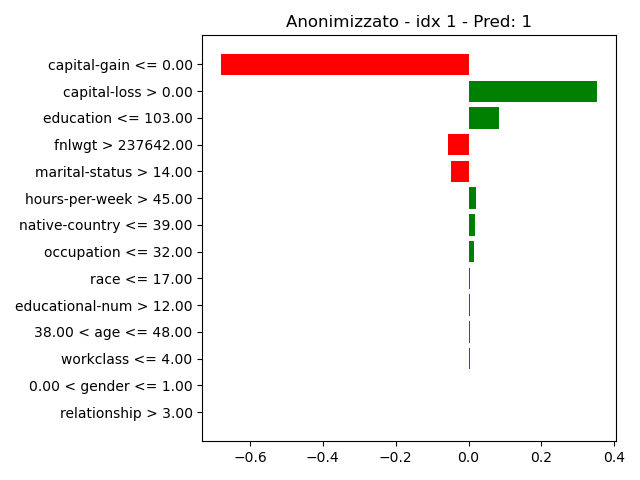 Anonimizzato - idx 1 - Pred: 1
capital-gain <= 0.00
capital-loss > 0.00
education <= 103.00
fnlwgt > 237642.00
marital-status > 14.00
hours-per-week > 45.00
native-country <= 39.00
occupation <= 32.00
race <= 17.00
educational-num > 12.00
38.00 < age <= 48.00
workclass <= 4.00
0.00 < gender <= 1.00
relationship > 3.00
−0.6 −0.4 −0.2 0.0 0.2 0.4